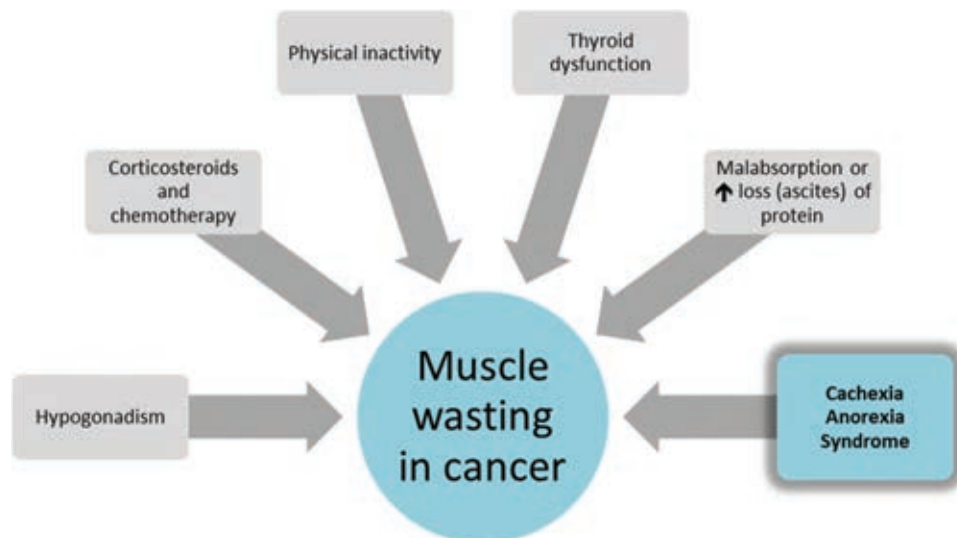 Physical inactivity
Thyroid
dysfunction
Corticosteroids
and
chemotherapy
Malabsorption or
↑ loss (ascites) of
protein
Hypogonadism
Muscle
wasting
in cancer
Cachexia
Anorexia
Syndrome